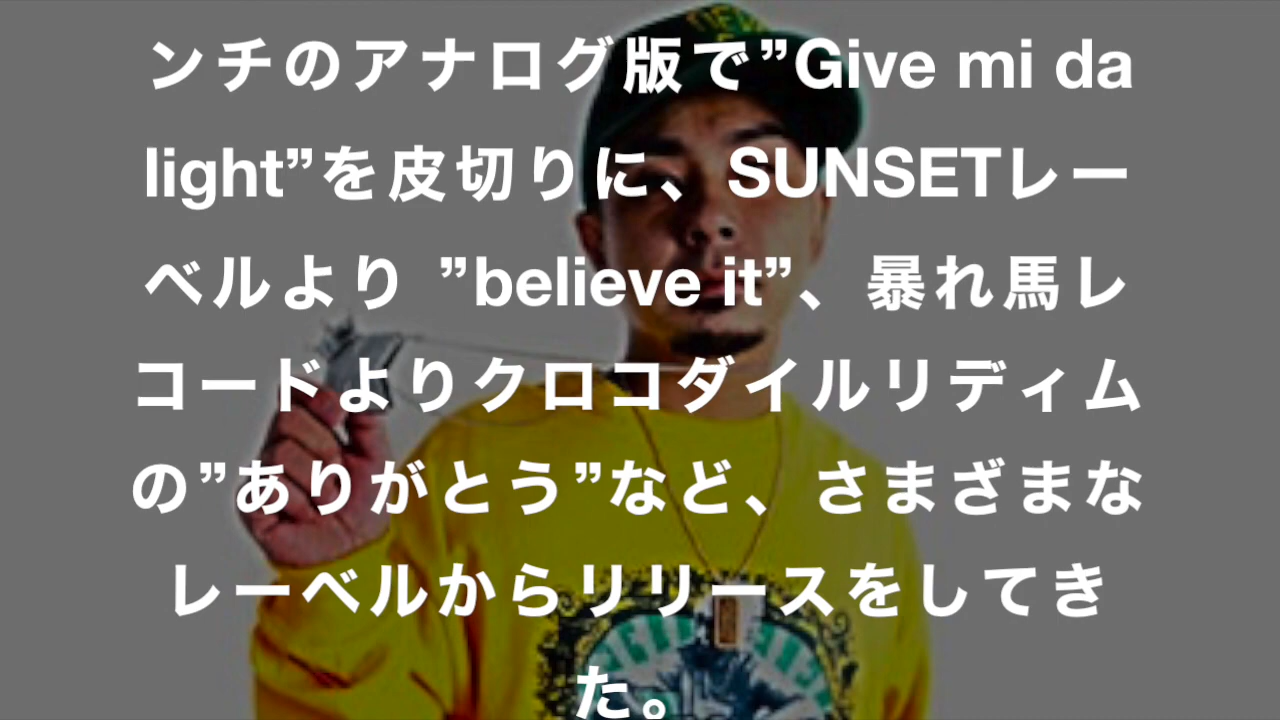 ンチのアナログ版で”Give mi da
light”を皮切りに、SUNSETレー
ベルより ”believe it”、暴れ馬レ
コードよりクロコダイルリディム
の”ありがとう”など、さまざまな
レーベルからリリースをしてき
た。